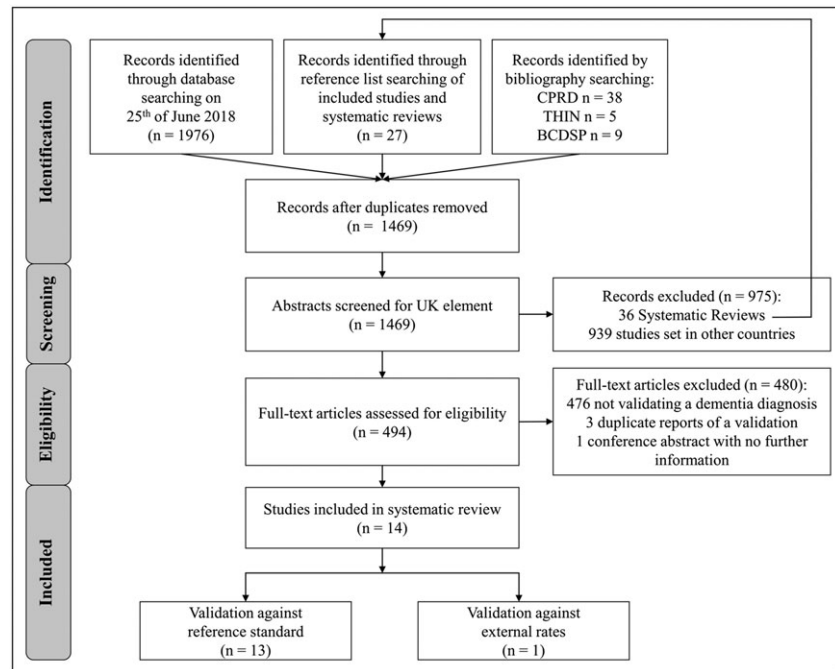 Identification
Records identified
through database
searching on
25th of June 2018
(n = 1976)
Records identified through
reference list searching of
included studies and
systematic reviews
(n = 27)
Records identified by
bibliography searching:
CPRD n = 38
THIN n = 5
BCDSP n = 9
Records after duplicates removed
(n = 1469)
Screening
Abstracts screened for UK element
(n = 1469)
Records excluded (n = 975):
36 Systematic Reviews
939 studies set in other countries
Eligibility
Full-text articles assessed for eligibility
(n = 494)
Full-text articles excluded (n = 480):
476 not validating a dementia diagnosis
3 duplicate reports of a validation
1 conference abstract with no further
information
Included
Studies included in systematic review
(n = 14)
Validation against
reference standard
(n = 13)
Validation against
external rates
(n = 1)